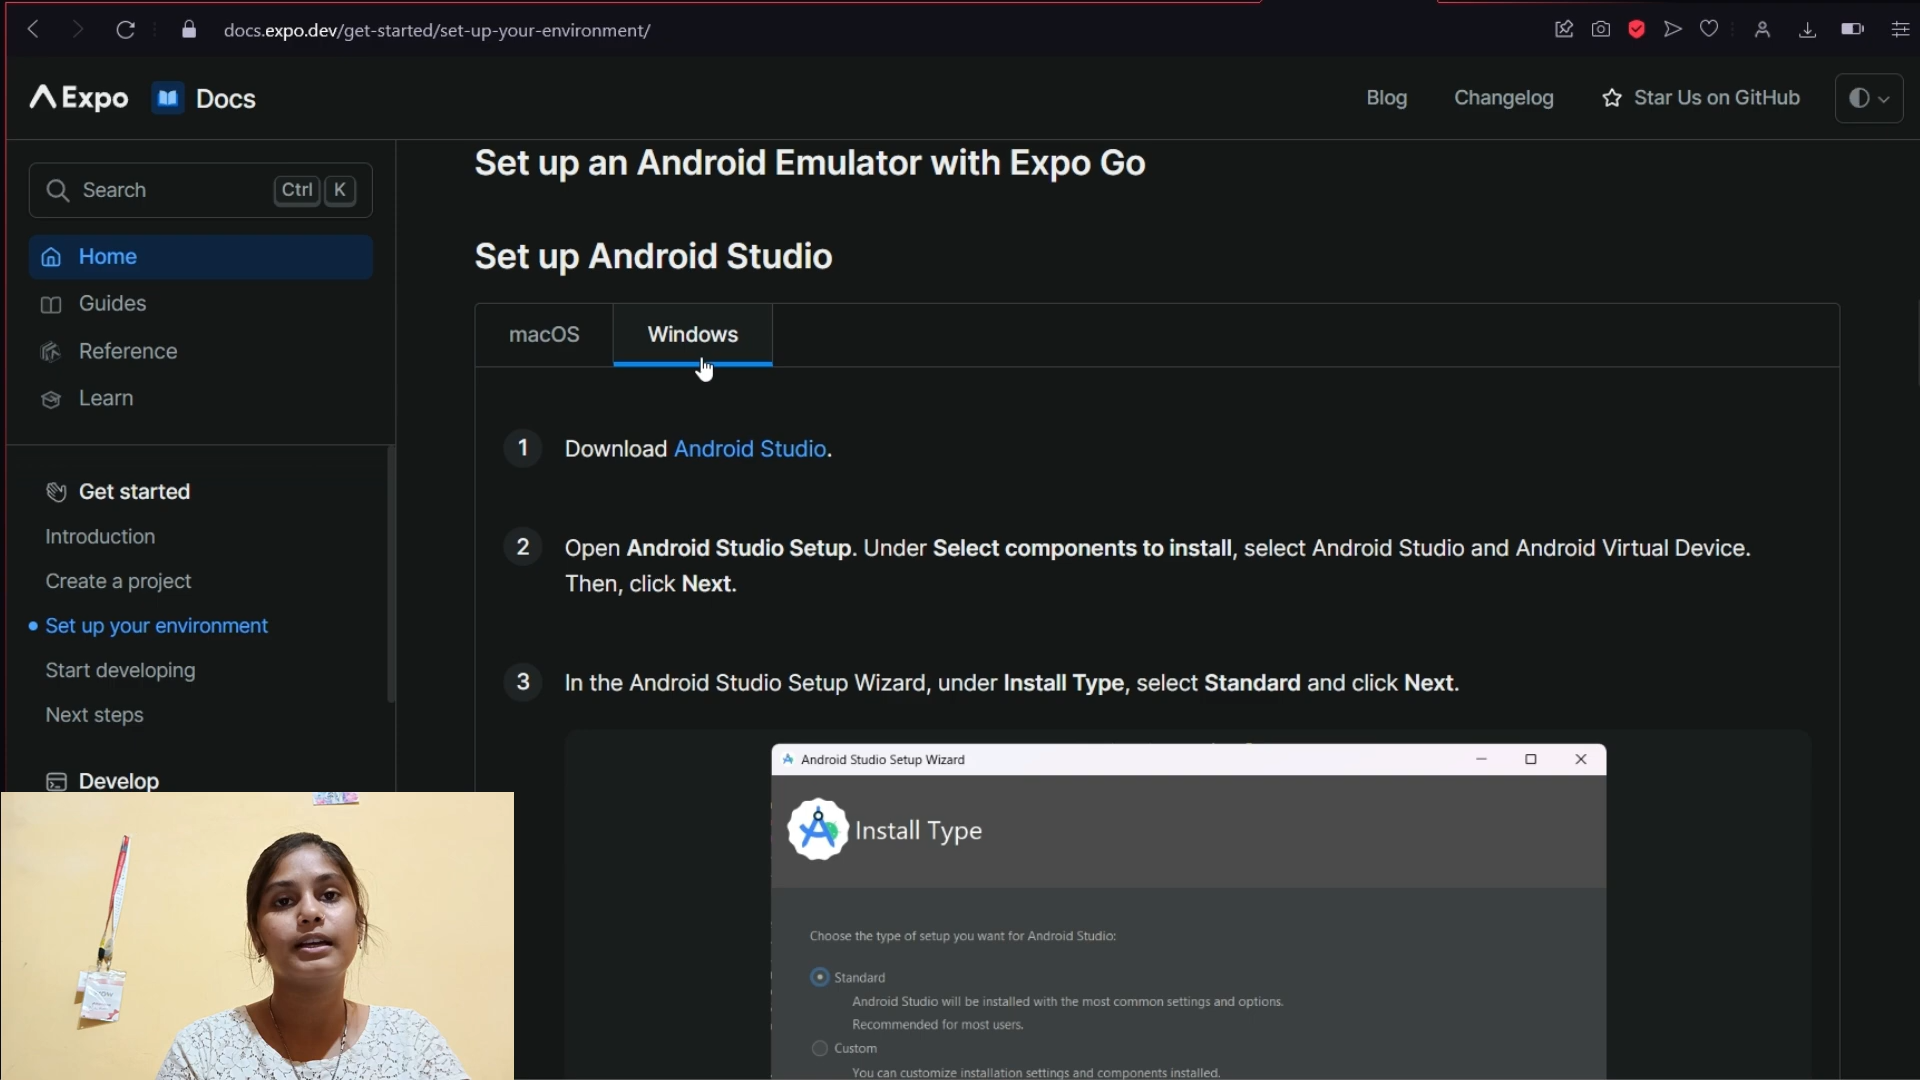 docs.expo.dev/get-started/set-up-your-environment/
Expo Docs
Blog
Changelog
Star Us on GitHub
Search Ctrl K
Home
Guides
Reference
Learn
Get started
Introduction
Create a project
Set up your environment
Start developing
Next steps
Develop
Set up an Android Emulator with Expo Go
Set up Android Studio
macOS
Windows
1 Download Android Studio.
2 Open Android Studio Setup. Under Select components to install, select Android Studio and Android Virtual Device.
Then, click Next.
3 In the Android Studio Setup Wizard, under Install Type, select Standard and click Next.
Android Studio Setup Wizard
Install Type
Choose the type of setup you want for Android Studio:
Standard
Android Studio will be installed with the most common settings and options.
Recommended for most users.
Custom
You can customize installation settings and components installed.